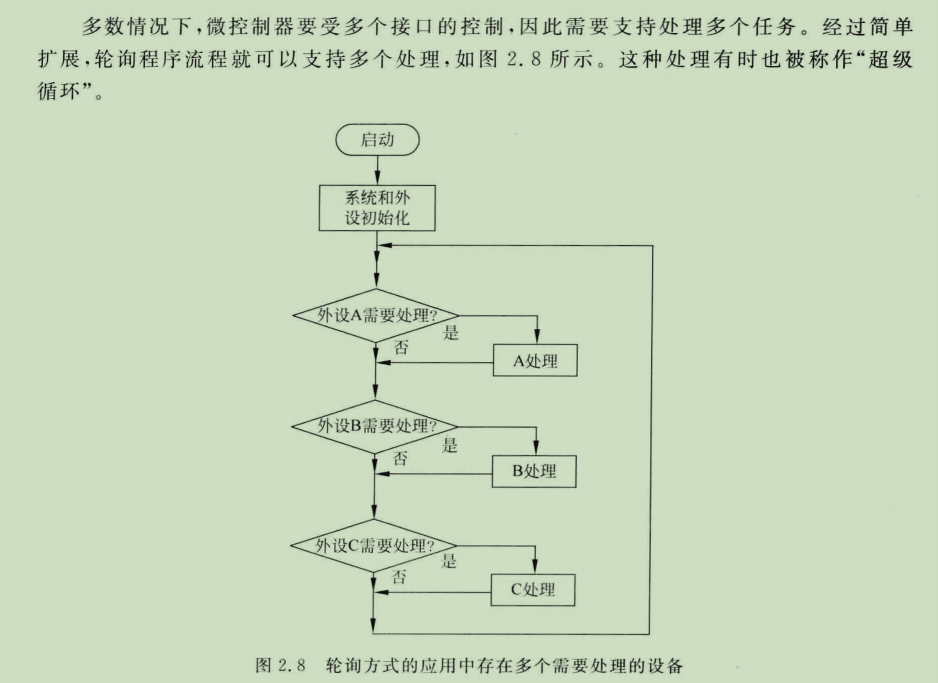 多数情况下,微控制器要受多个接口的控制,因此需要支持处理多个任务。经过简单
扩展,轮询程序流程就可以支持多个处理,如图 2.8 所示。这种处理有时也被称作“超级
循环”。
启动
系统和外
设初始化
外设A需要处理?
是
否
A处理
外设B需要处理?
是
否
B处理
外设C需要处理?
是
否
C处理
图 2.8 轮询方式的应用中存在多个需要处理的设备